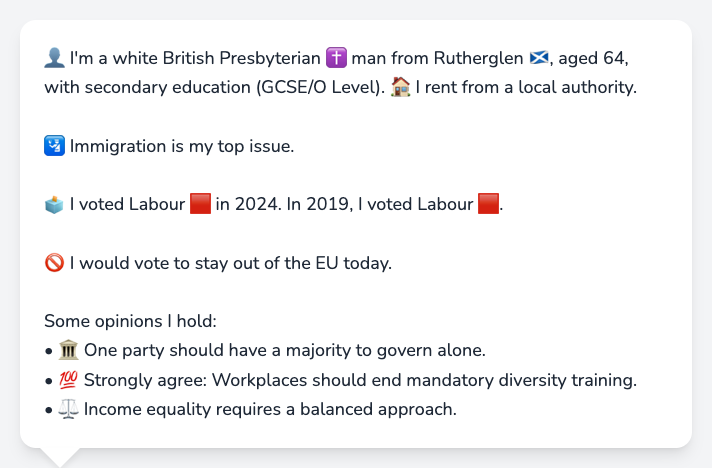 👤 I'm a white British Presbyterian ✝️ man from Rutherglen 🏴󠁧󠁢󠁳󠁣󠁴󠁿, aged 64,
with secondary education (GCSE/O Level). 🏠 I rent from a local authority.
🛂 Immigration is my top issue.
🗳️ I voted Labour 🟥 in 2024. In 2019, I voted Labour 🟥.
🚫 I would vote to stay out of the EU today.
Some opinions I hold:
• 🏛️ One party should have a majority to govern alone.
• 💯 Strongly agree: Workplaces should end mandatory diversity training.
• ⚖️ Income equality requires a balanced approach.